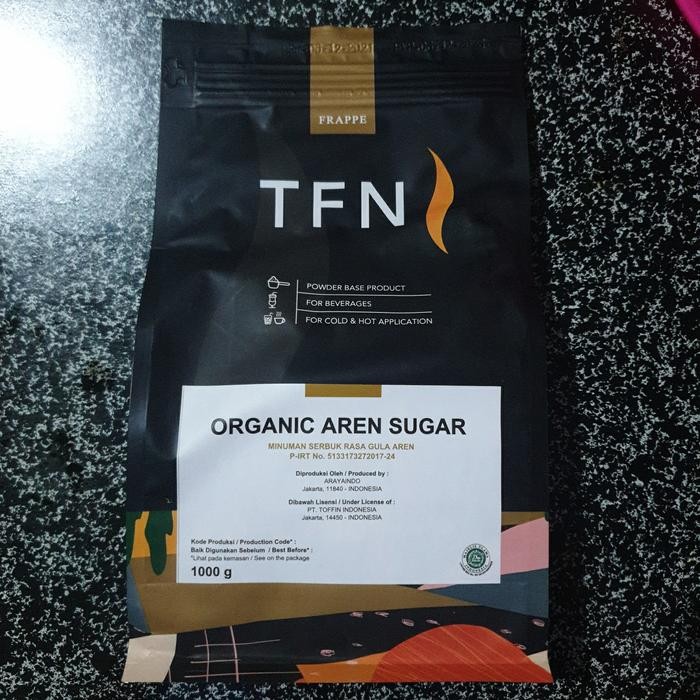 FRAPPE
TFN
POWDER BASE PRODUCT
FOR BEVERAGES
FOR COLD & HOT APPLICATION
ORGANIC AREN SUGAR
MINUMAN SERBUK RASA GULA AREN
P-IRT No. 5133173272017-24
Diproduksi Oleh / Produced by :
ARAYAINDO
Jakarta, 11840 - INDONESIA
Dibawah Lisensi / Under License of :
PT. TOFFIN INDONESIA
Jakarta, 14450 - INDONESIA
Kode Produksi / Production Code* :
Baik Digunakan Sebelum / Best Before* :
*Lihat pada kemasan / See on the package
1000 g